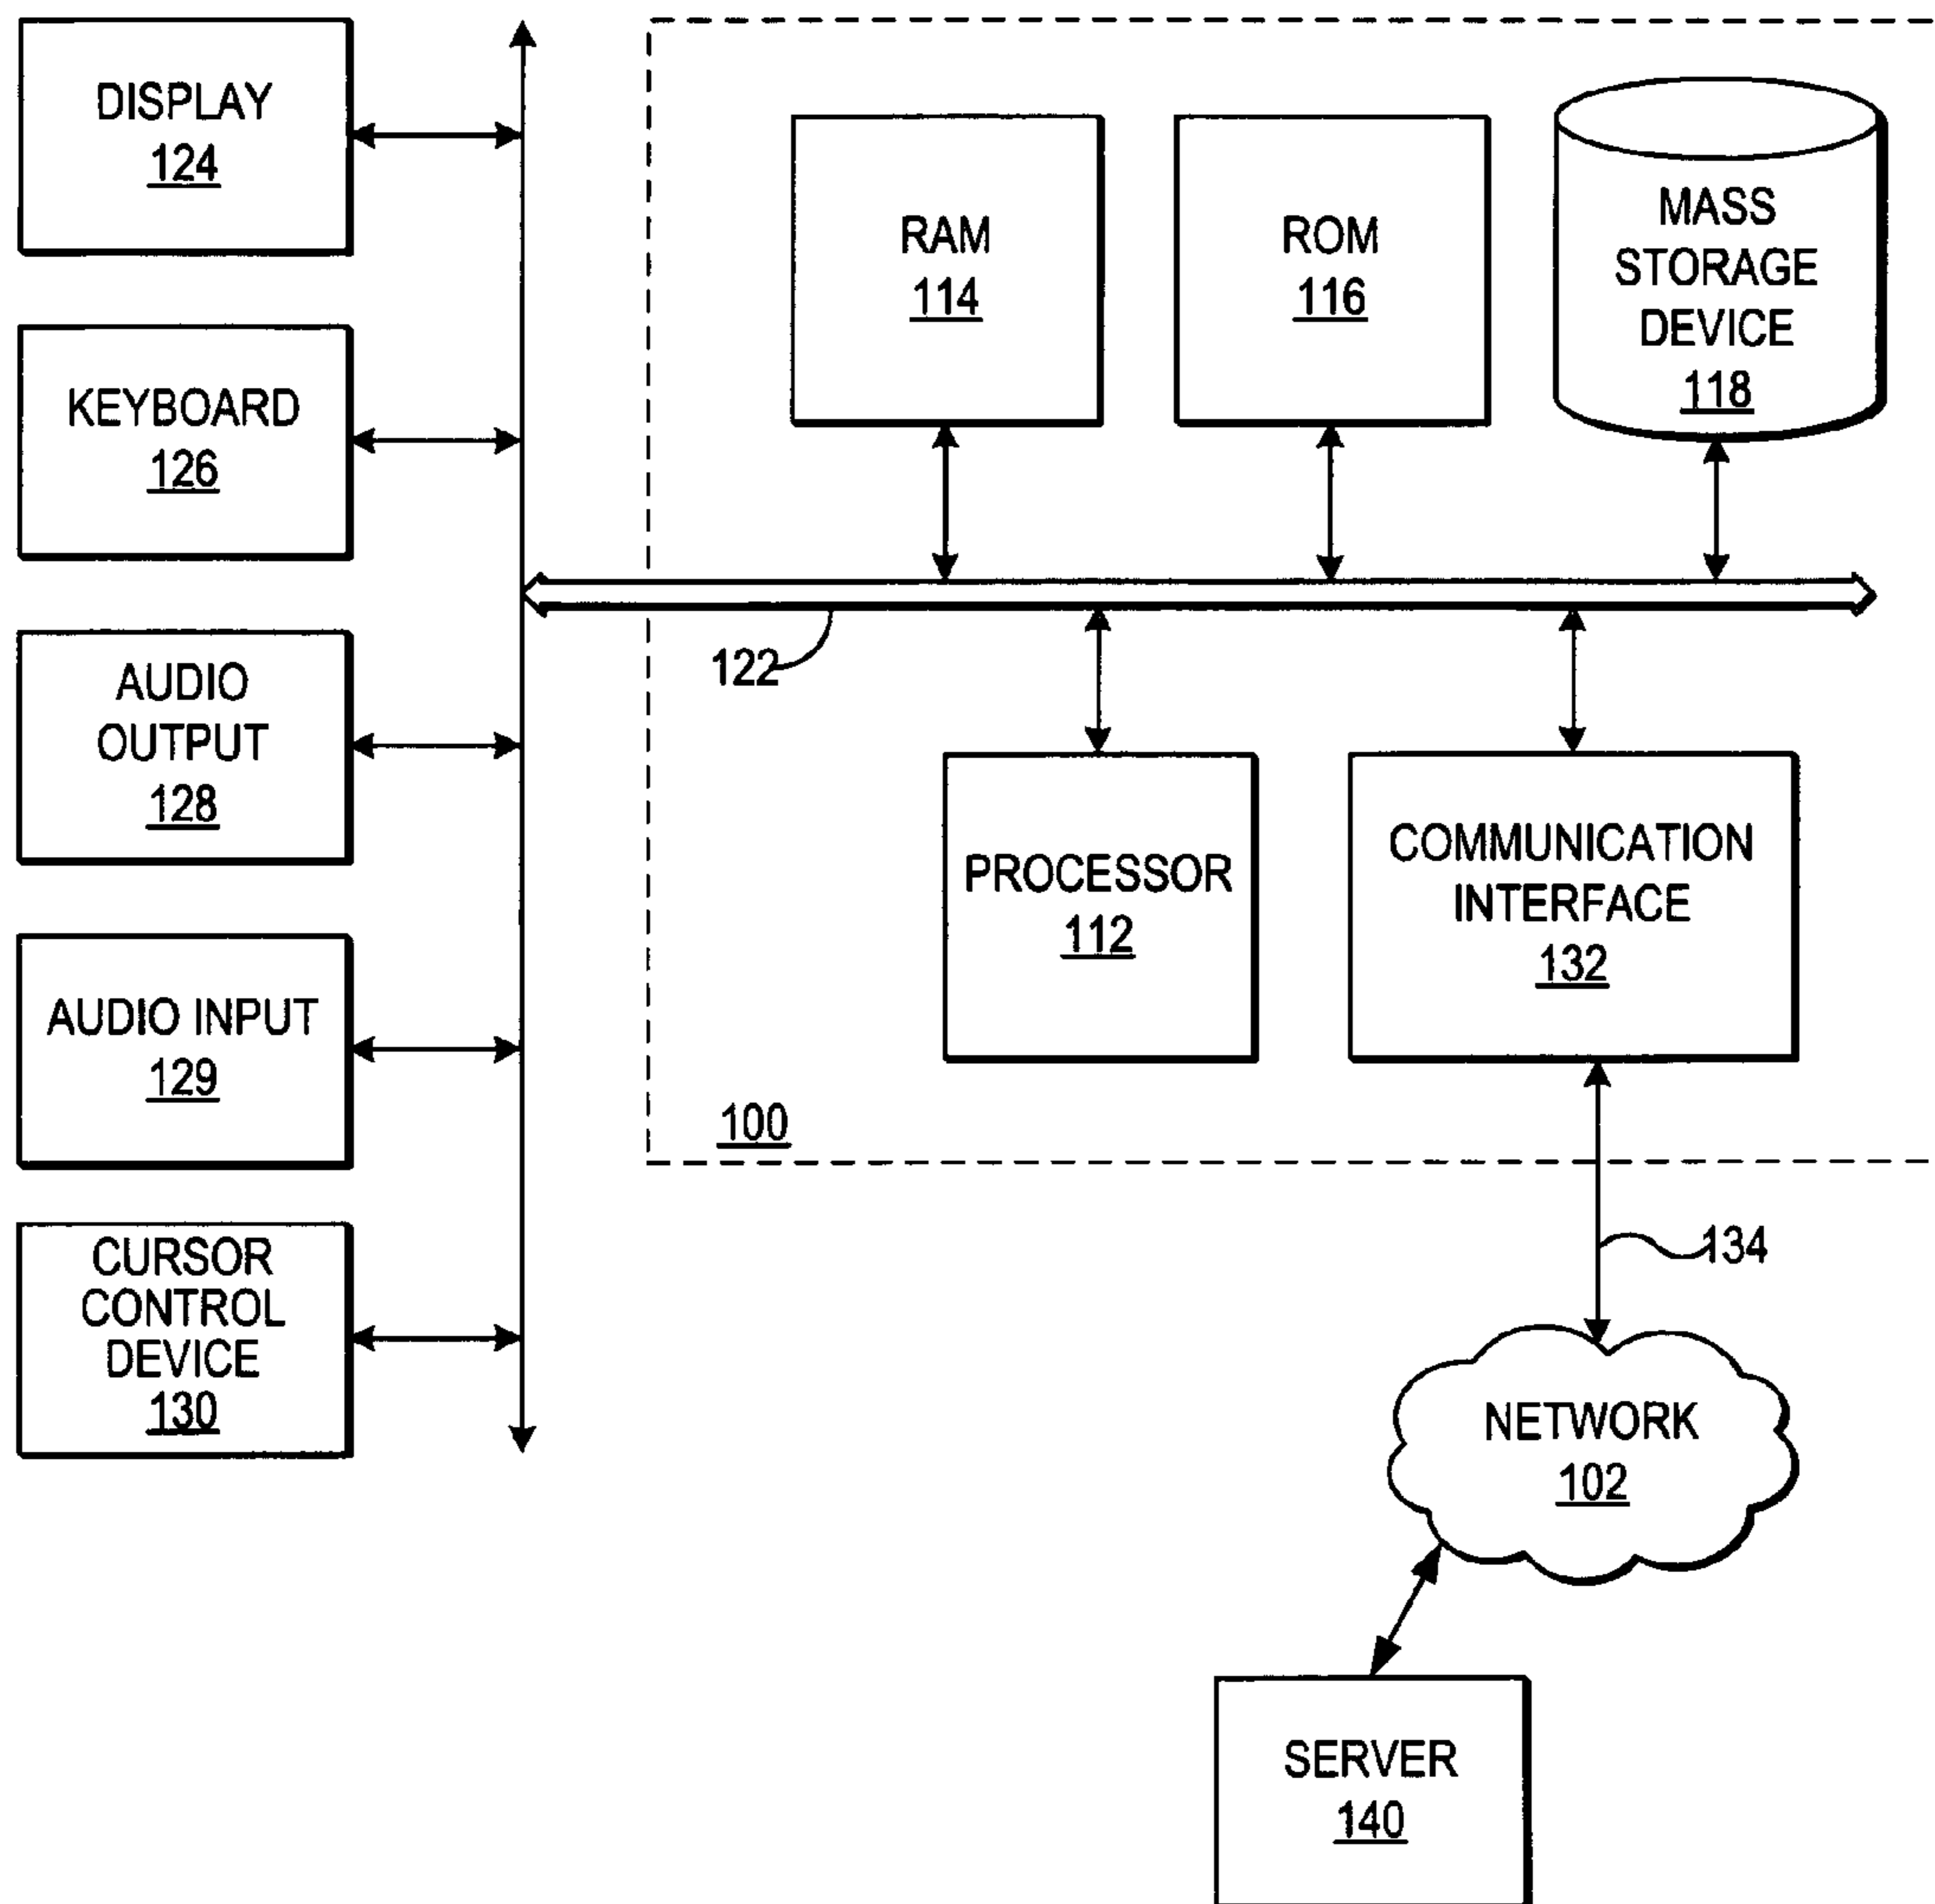 DISPLAY
124
KEYBOARD
126
AUDIO
OUTPUT
128
AUDIO INPUT
129
CURSOR
CONTROL
DEVICE
130
RAM
114
ROM
116
MASS
STORAGE
DEVICE
118
122
PROCESSOR
112
COMMUNICATION
INTERFACE
132
100
134
NETWORK
102
SERVER
140